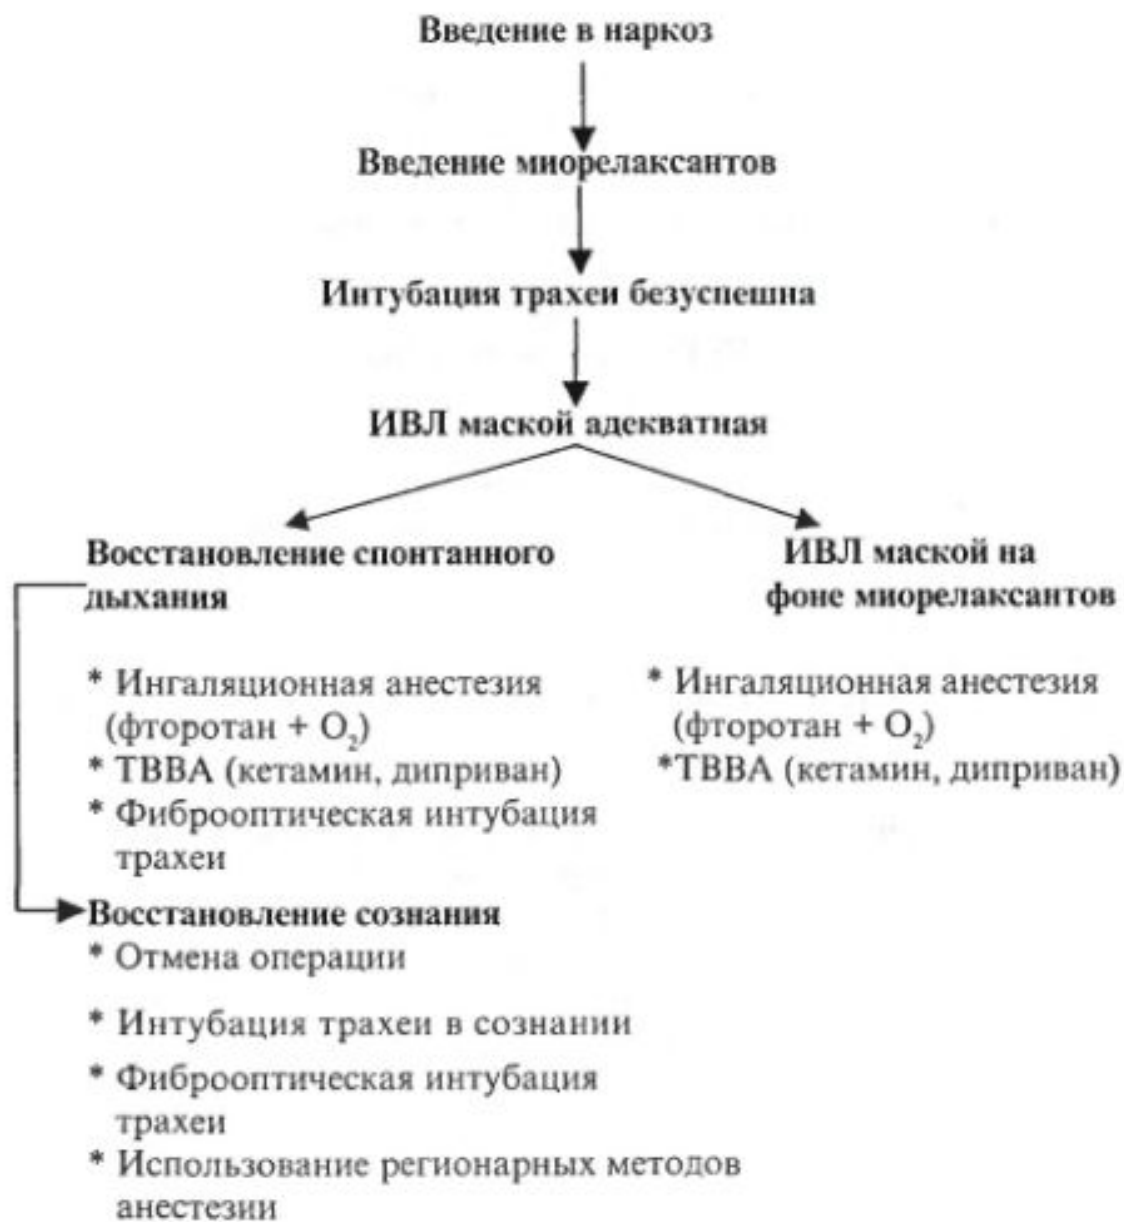 Введение в наркоз
Введение миорелаксантов
Интубация трахеи безуспешна
ИВЛ маской адекватная
Восстановление спонтанного
дыхания
* Ингаляционная анестезия
(фторотан + O₂)
* ТВВА (кетамин, диприван)
* Фиброоптическая интубация
трахеи
ИВЛ маской на
фоне миорелаксантов
* Ингаляционная анестезия
(фторотан + O₂)
*ТВВА (кетамин, диприван)
Восстановление сознания
* Отмена операции
* Интубация трахеи в сознании
* Фиброоптическая интубация
трахеи
* Использование регионарных методов
анестезии